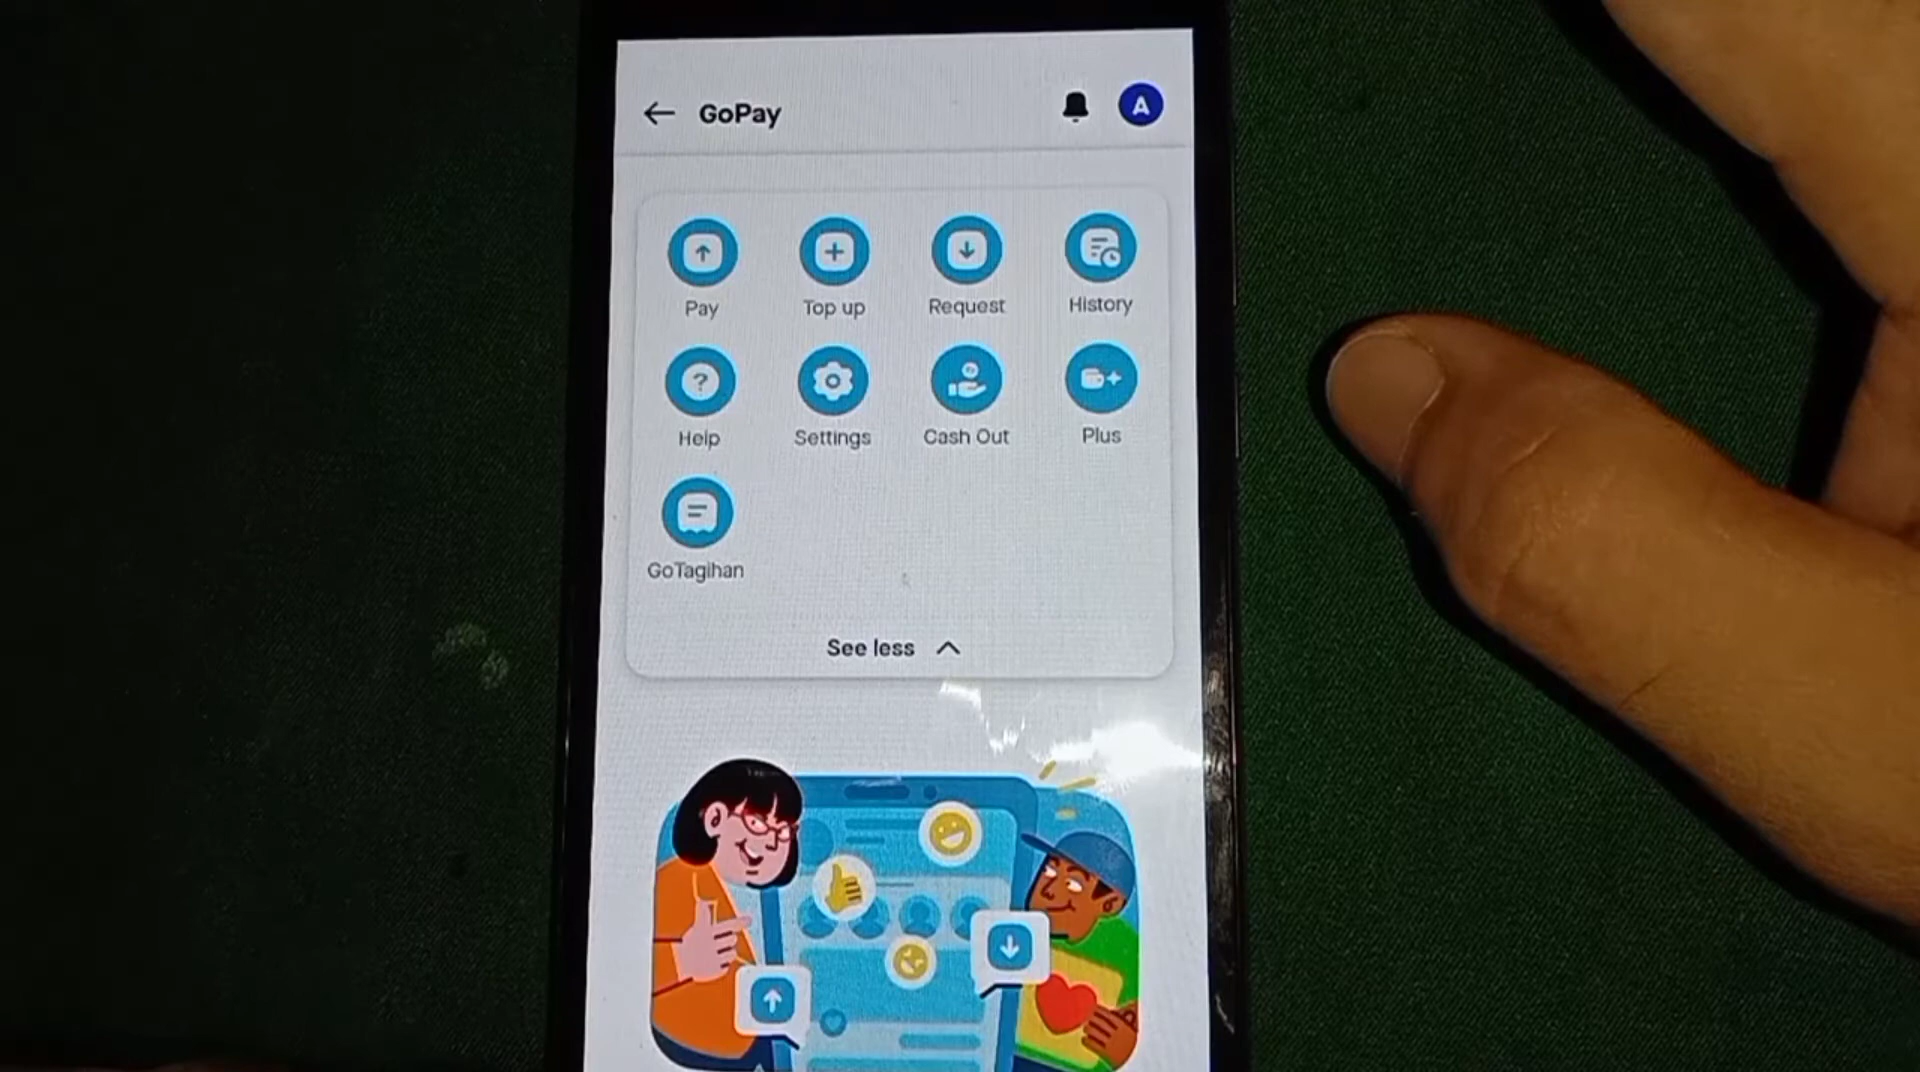 GoPay
A
Pay
Top up
Request
History
Help
Settings
Cash Out
Plus
GoTagihan
See less